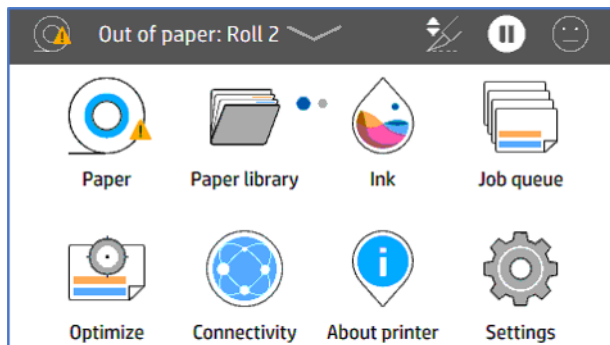 Out of paper: Roll 2
Paper Paper library Ink Job queue
Optimize Connectivity About printer Settings